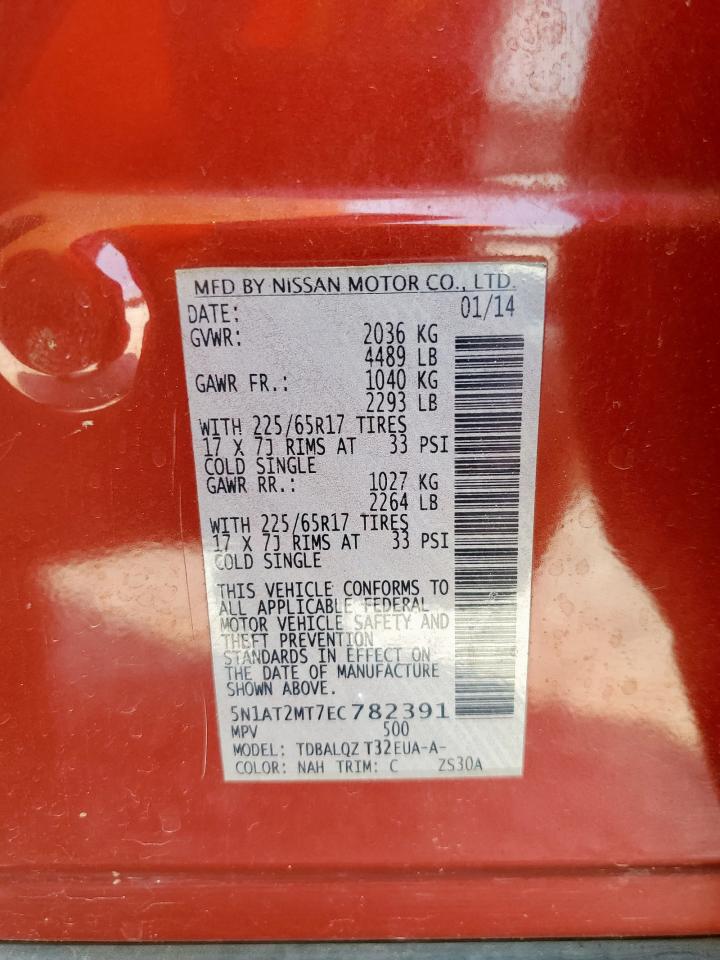 MFD BY NISSAN MOTOR CO., LTD.
DATE: 01/14
GVWR: 2036 KG
4489 LB
GAWR FR.: 1040 KG
2293 LB
WITH 225/65R17 TIRES
17 X 7J RIMS AT 33 PSI
COLD SINGLE
GAWR RR.: 1027 KG
2264 LB
WITH 225/65R17 TIRES
17 X 7J RIMS AT 33 PSI
COLD SINGLE
THIS VEHICLE CONFORMS TO
ALL APPLICABLE FEDERAL
MOTOR VEHICLE SAFETY AND
THEFT PREVENTION
STANDARDS IN EFFECT ON
THE DATE OF MANUFACTURE
SHOWN ABOVE.
5N1AT2MT7EC782391
MPV 500
MODEL: TDBALQZ T32EUA-A-
COLOR: NAH TRIM: C ZS30A